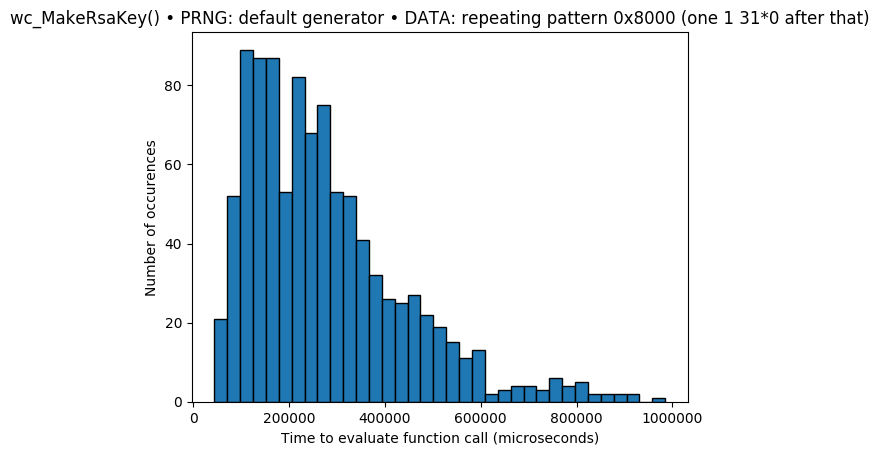 wc_MakeRsaKey() • PRNG: default generator • DATA: repeating pattern 0x8000 (one 1 31*0 after that)
Number of occurences
80
60
40
20
0
0 200000 400000 600000 800000 1000000
Time to evaluate function call (microseconds)